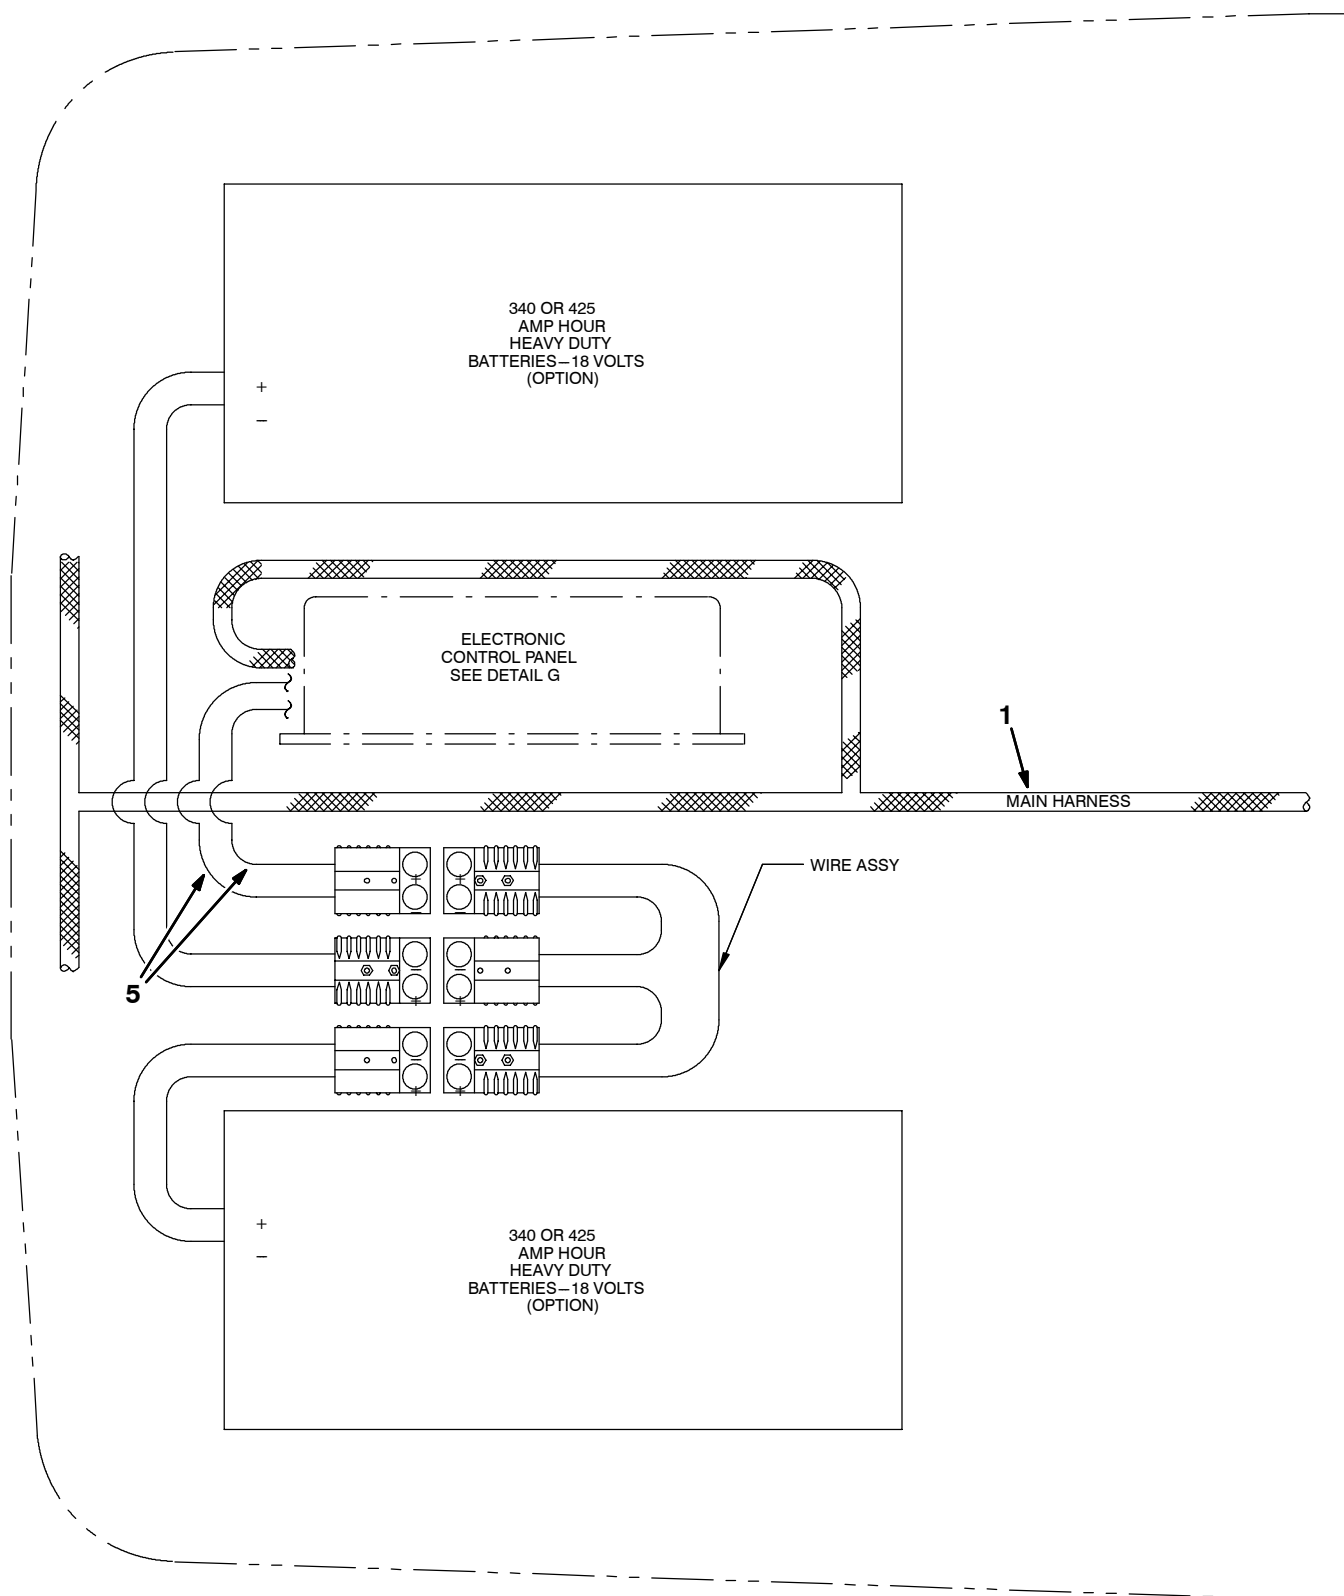 340 OR 425
AMP HOUR
HEAVY DUTY
BATTERIES—18 VOLTS
(OPTION)
+
−
ELECTRONIC
CONTROL PANEL
SEE DETAIL G
1
MAIN HARNESS
WIRE ASSY
+ +
− −
5
− −
+ +
− −
+ +
340 OR 425
AMP HOUR
HEAVY DUTY
BATTERIES—18 VOLTS
(OPTION)
+
−